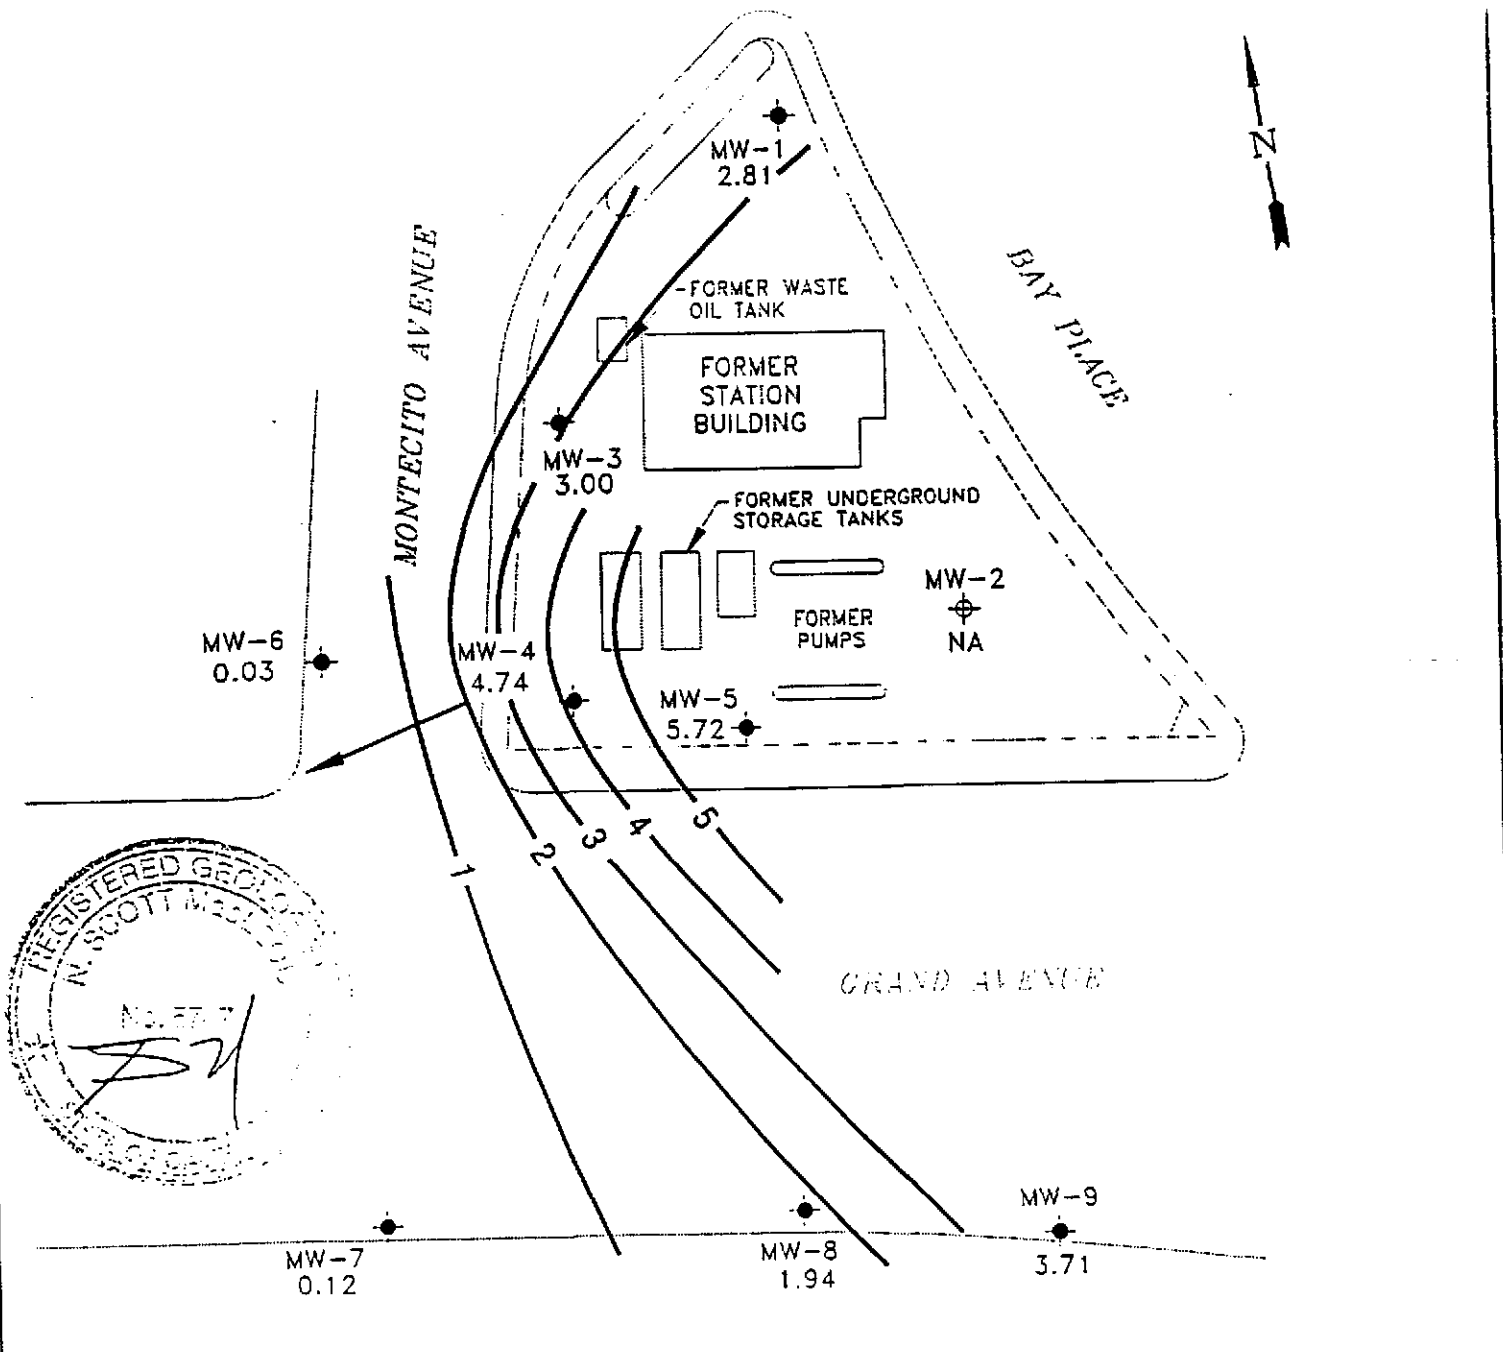 MW-1
2.81
N
MONTECITO AVENUE
BAY PLACE
FORMER WASTE
OIL TANK
FORMER
STATION
BUILDING
MW-3
3.00
FORMER UNDERGROUND
STORAGE TANKS
MW-2
NA
FORMER
PUMPS
MW-6
0.03
MW-4
4.74
MW-5
5.72
1
2
3
4
5
REGISTERED
N. SCOTT
No.
GRAND AVENUE
MW-9
3.71
MW-7
0.12
MW-8
1.94